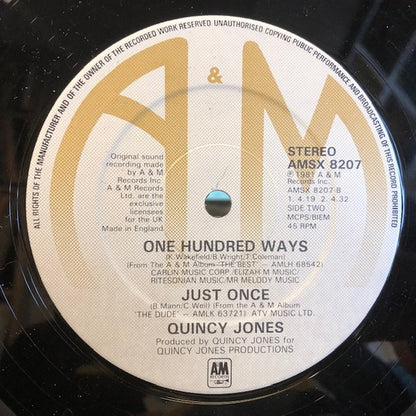 ALL RIGHTS OF THE MANUFACTURER AND OF THE OWNER OF THE RECORDED WORK RESERVED. UNAUTHORISED COPYING PUBLIC PERFORMANCE AND BROADCASTING OF THIS RECORD PROHIBITED.
A & M
Original sound
recording made
by A & M
Records Inc.
A & M Records
Ltd. are the
exclusive
licensees
for the UK
Made in England
STEREO
AMSX 8207
℗1981 A & M
Records Inc.
AMSX 8207-B
1. 4.19 2. 4.32
SIDE TWO
MCPS/BIEM
45 RPM
ONE HUNDRED WAYS
(K.Wakefield/B.Wright/T.Coleman)
(From The A & M Album 'THE BEST' — AMLH 68542)
CARLIN MUSIC CORP./ELIZAH M MUSIC/
RITESONIAN MUSIC/MR MELODY MUSIC
JUST ONCE
(B.Mann/C.Weil) (From the A & M Album
'THE DUDE' — AMLK 63721) ATV MUSIC LTD.
QUINCY JONES
Produced by QUINCY JONES for
QUINCY JONES PRODUCTIONS
AM
RECORDS